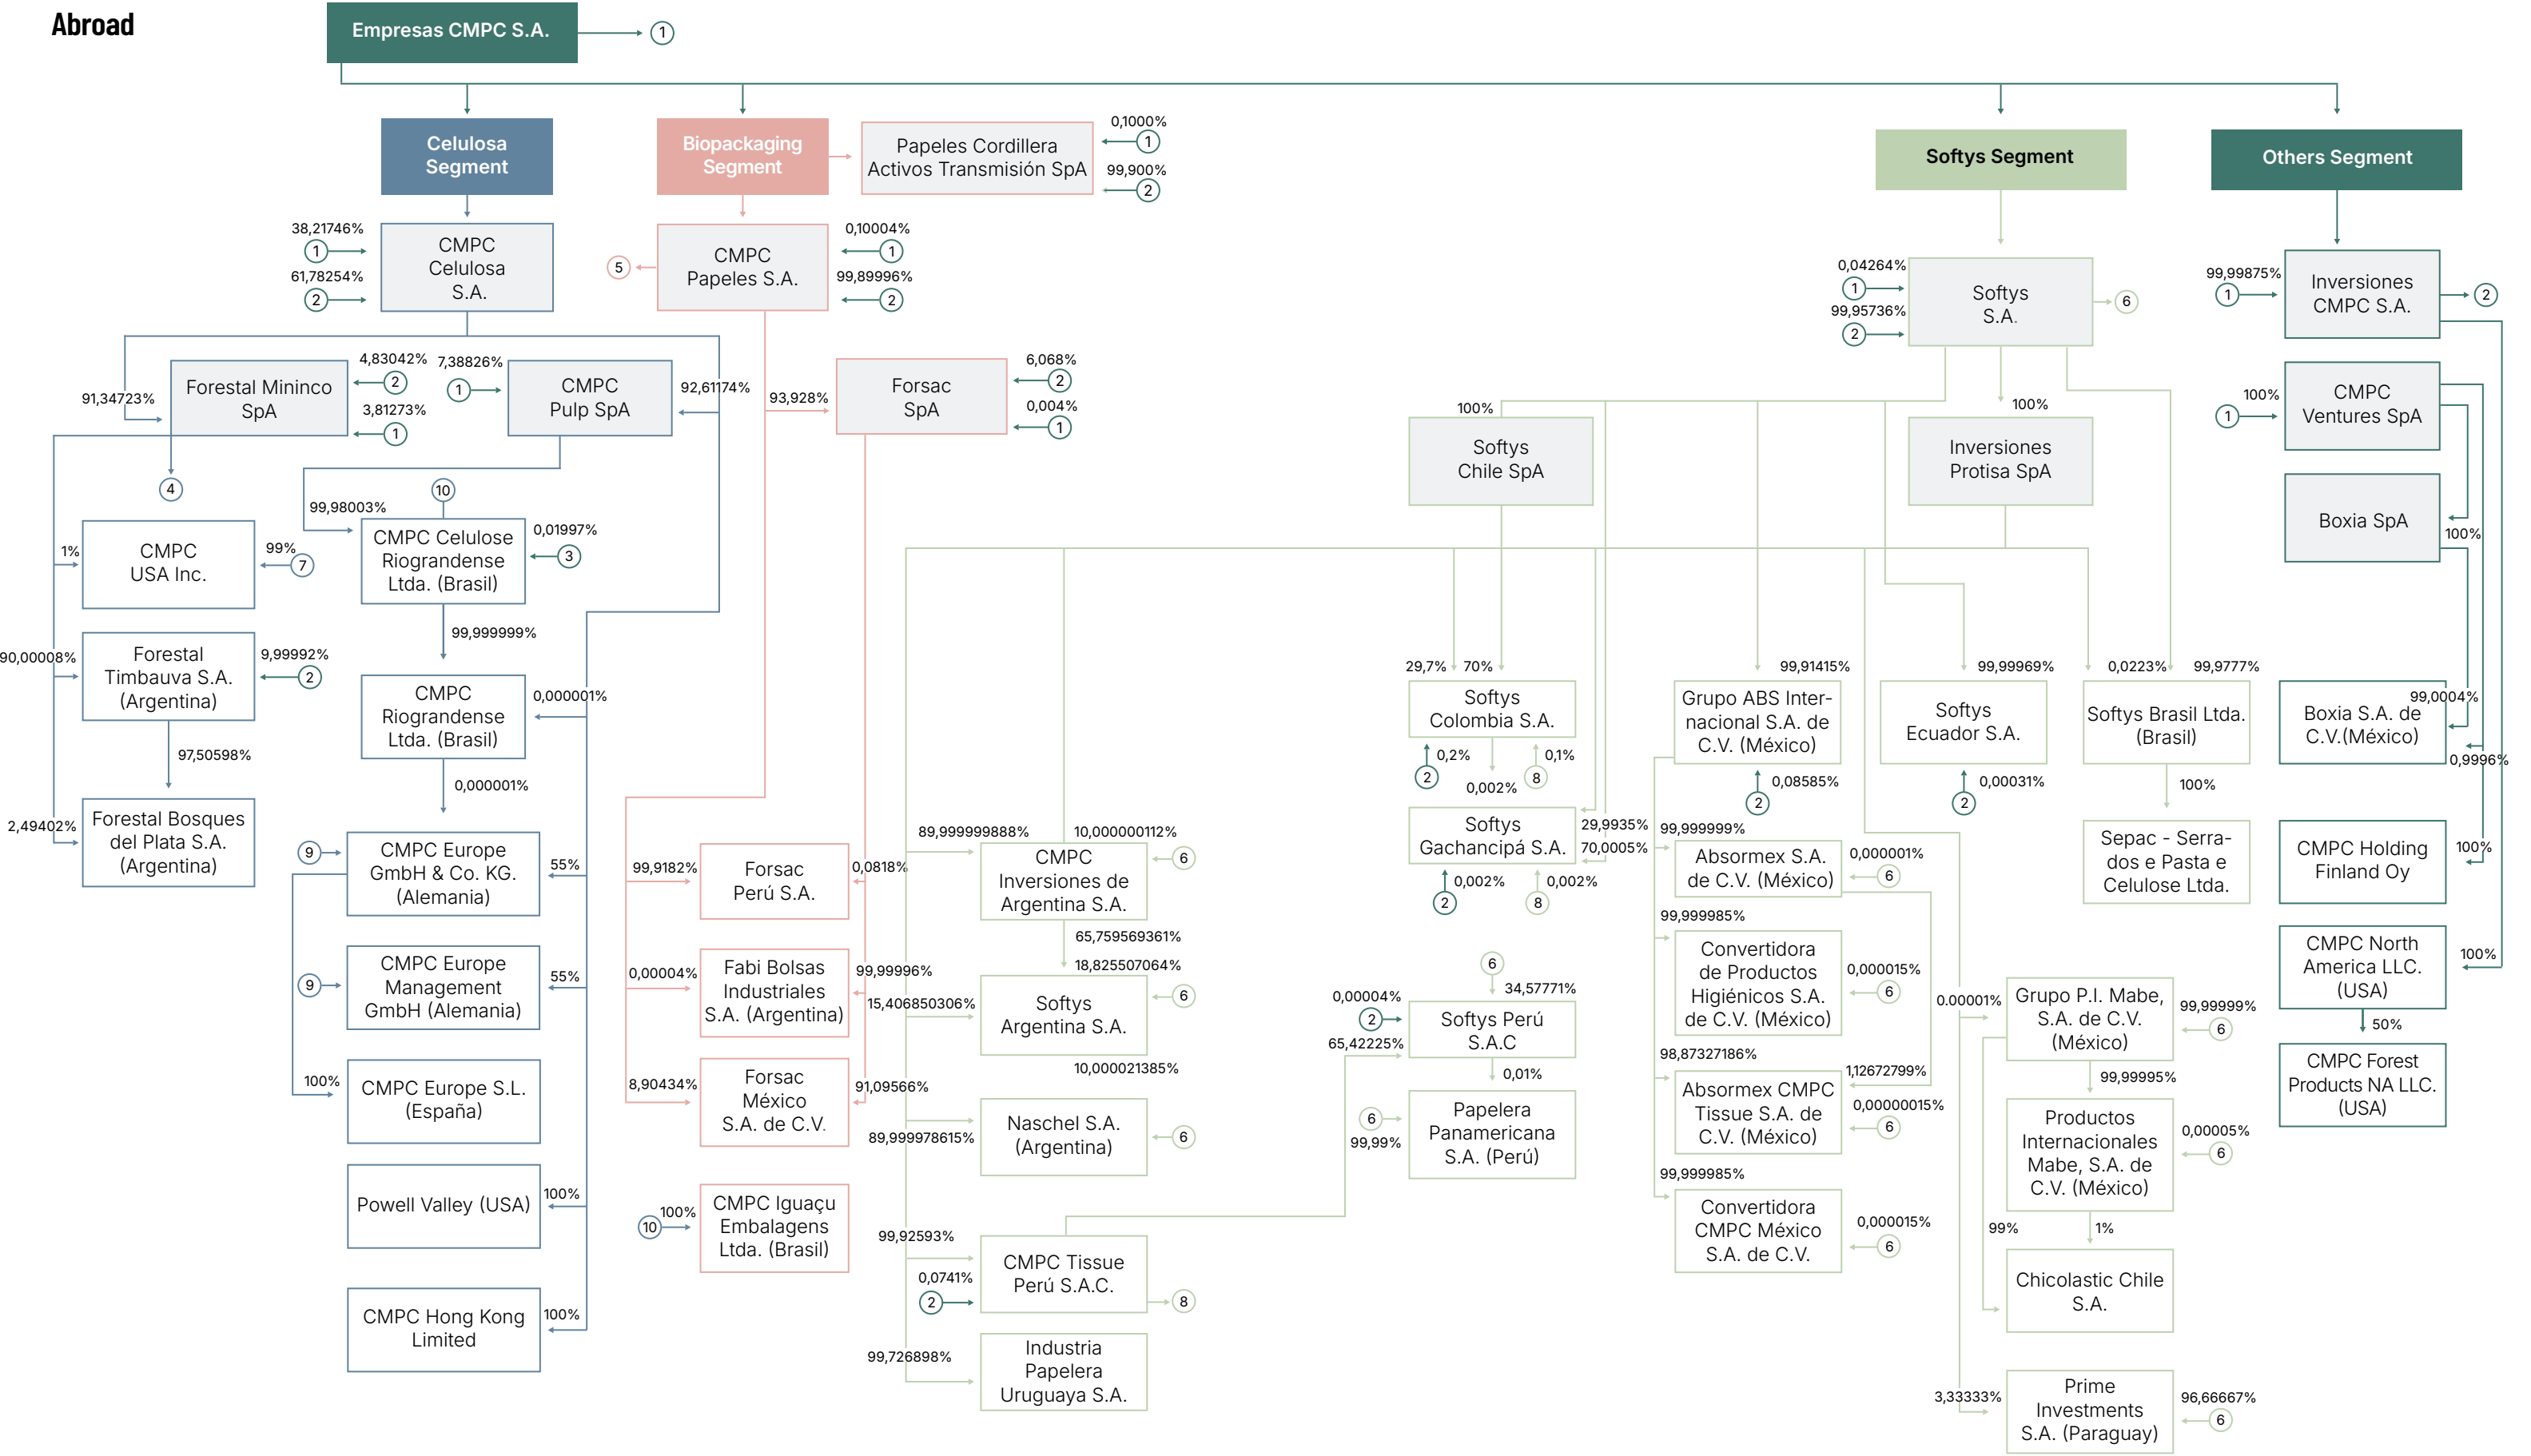 Abroad
Empresas CMPC S.A.
1
Celulosa
Segment
Biopackaging
Segment
Papeles Cordillera
Activos Transmisión SpA
0,1000%
1
99,900%
2
Softys Segment
Others Segment
38,21746%
1
61,78254%
2
CMPC
Celulosa
S.A.
5
CMPC
Papeles S.A.
0,10004%
1
99,89996%
2
0,04264%
1
99,95736%
2
Softys
S.A.
6
99,99875%
1
Inversiones
CMPC S.A.
2
91,34723%
Forestal Mininco
SpA
4,83042%
2
3,81273%
1
7,38826%
1
CMPC
Pulp SpA
92,61174%
93,928%
Forsac
SpA
6,068%
2
0,004%
1
100%
Softys
Chile SpA
100%
Inversiones
Protisa SpA
100%
1
CMPC
Ventures SpA
Boxia SpA
100%
4
10
99,98003%
CMPC Celulose
Riograndense
Ltda. (Brasil)
0,01997%
3
1%
CMPC
USA Inc.
99%
7
99,999999%
90,00008%
Forestal
Timbauva S.A.
(Argentina)
9,99992%
2
CMPC
Riograndense
Ltda. (Brasil)
0,000001%
97,50598%
0,000001%
2,49402%
Forestal Bosques
del Plata S.A.
(Argentina)
9
CMPC Europe
GmbH & Co. KG.
(Alemania)
55%
9
CMPC Europe
Management
GmbH (Alemania)
55%
100%
CMPC Europe S.L.
(España)
Powell Valley (USA)
100%
CMPC Hong Kong
Limited
100%
99,9182%
Forsac
Perú S.A.
0,0818%
0,00004%
Fabi Bolsas
Industriales
S.A. (Argentina)
99,99996%
8,90434%
Forsac
México
S.A. de C.V.
91,09566%
10
100%
CMPC Iguaçu
Embalagens
Ltda. (Brasil)
89,999999888%
10,000000112%
CMPC
Inversiones de
Argentina S.A.
6
65,759569361%
18,825507064%
15,406850306%
Softys
Argentina S.A.
6
10,000021385%
Naschel S.A.
(Argentina)
6
89,999978615%
99,92593%
0,0741%
2
CMPC Tissue
Perú S.A.C.
8
99,726898%
Industria
Papelera
Uruguaya S.A.
29,7%
70%
Softys
Colombia S.A.
2
0,2%
0,002%
8
0,1%
Softys
Gachancipá S.A.
29,9935%
70,0005%
2
0,002%
8
0,002%
6
34,57771%
0,00004%
2
65,42225%
Softys Perú
S.A.C
0,01%
6
99,99%
Papelera
Panamericana
S.A. (Perú)
99,91415%
Grupo ABS Inter-
nacional S.A. de
C.V. (México)
2
0,08585%
99,999999%
Absormex S.A.
de C.V. (México)
0,000001%
6
99,999985%
Convertidora
de Productos
Higiénicos S.A.
de C.V. (México)
0,000015%
6
98,87327186%
Absormex CMPC
Tissue S.A. de
C.V. (México)
1,12672799%
0,00000015%
6
99,999985%
Convertidora
CMPC México
S.A. de C.V.
0,000015%
6
99,99969%
Softys
Ecuador S.A.
2
0,00031%
0,0223%
99,9777%
Softys Brasil Ltda.
(Brasil)
100%
Sepac - Serra-
dos e Pasta e
Celulose Ltda.
0.00001%
Grupo P.I. Mabe,
S.A. de C.V.
(México)
99,99999%
6
99,99995%
Productos
Internacionales
Mabe, S.A. de
C.V. (México)
0,00005%
6
99%
1%
Chicolastic Chile
S.A.
3,33333%
Prime
Investments
S.A. (Paraguay)
96,66667%
6
99,0004%
Boxia S.A. de
C.V.(México)
0,9996%
CMPC Holding
Finland Oy
100%
CMPC North
America LLC.
(USA)
100%
50%
CMPC Forest
Products NA LLC.
(USA)